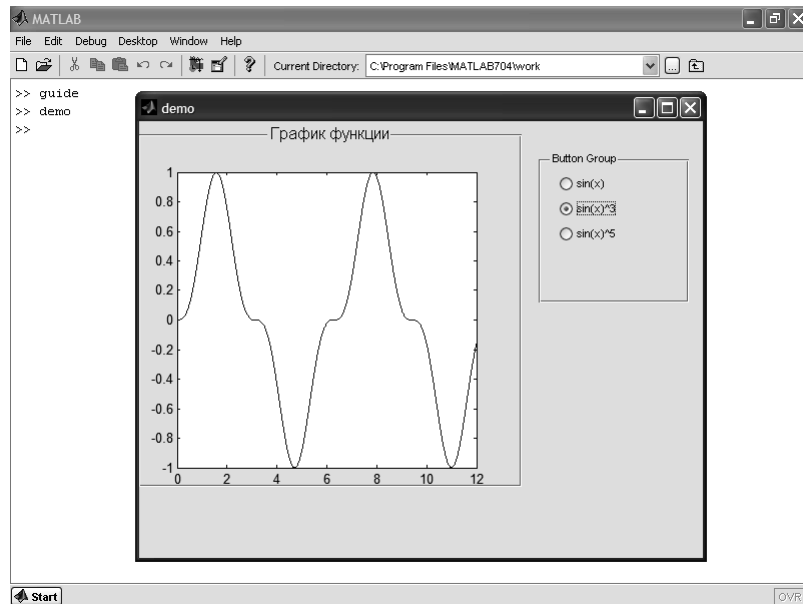 MATLAB
File Edit Debug Desktop Window Help
Current Directory: C:\Program Files\MATLAB704\work
>> guide
>> demo
>>
demo
График функции
Button Group
sin(x)
sin(x)^3
sin(x)^5
1
0.8
0.6
0.4
0.2
0
-0.2
-0.4
-0.6
-0.8
-1
0 2 4 6 8 10 12
Start
OVR